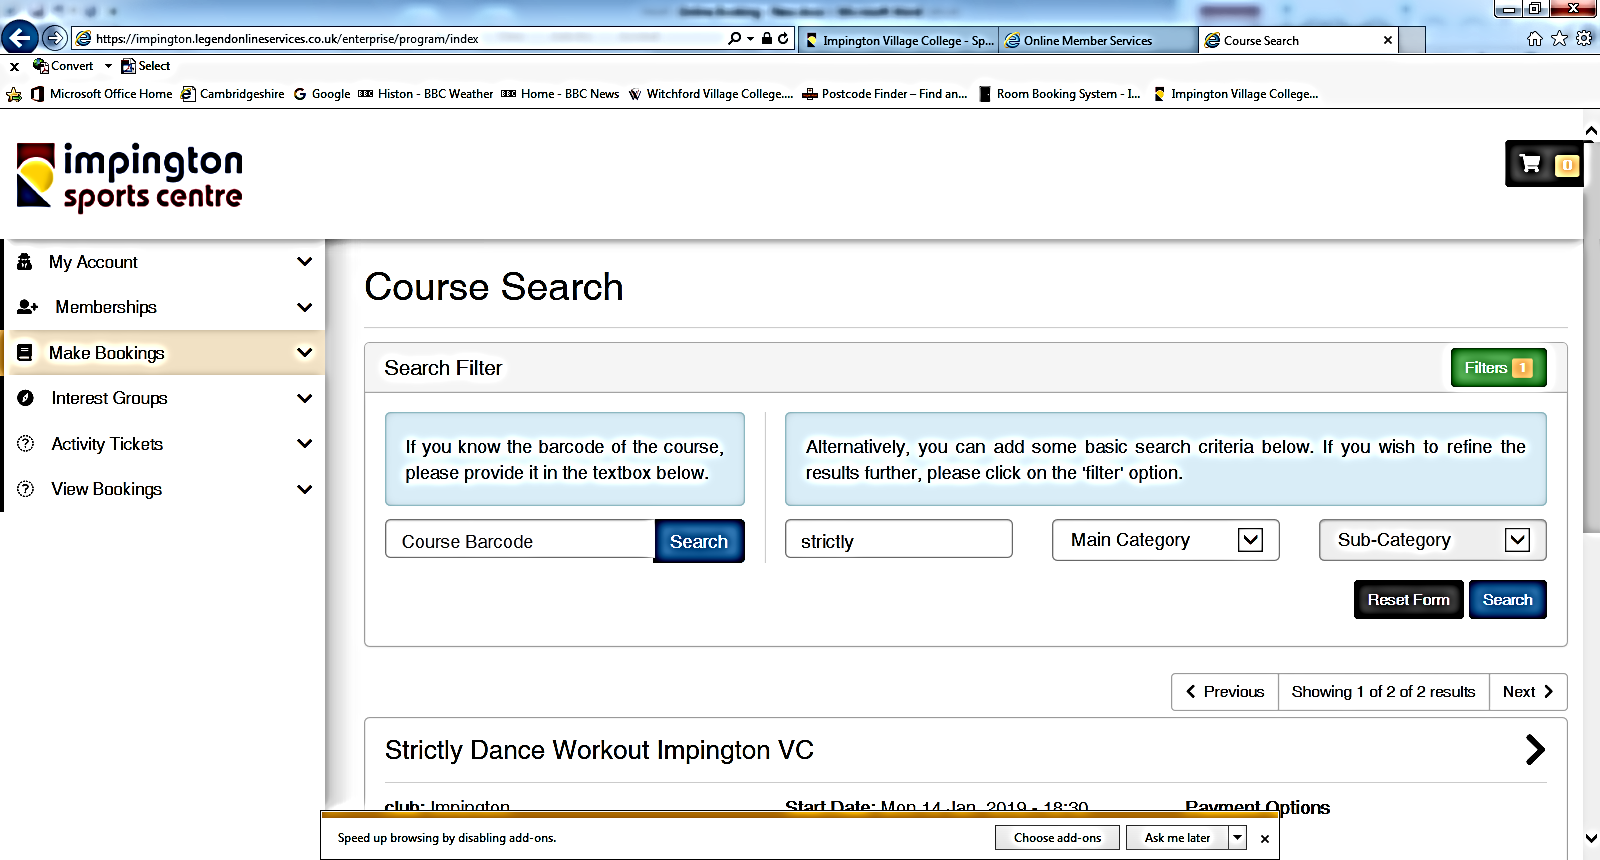 Online Booking - New.docx - Microsoft Word
https://impington.legendonlineservices.co.uk/enterprise/program/index
Impington Village College - Sp...
Online Member Services
Course Search
Convert
Select
Microsoft Office Home
Cambridgeshire
Google
Histon - BBC Weather
Home - BBC News
Witchford Village College....
Postcode Finder – Find an...
Room Booking System - I...
Impington Village College...
impington
sports centre
0
My Account
Memberships
Make Bookings
Interest Groups
Activity Tickets
View Bookings
Course Search
Search Filter
Filters 1
If you know the barcode of the course,
please provide it in the textbox below.
Alternatively, you can add some basic search criteria below. If you wish to refine the
results further, please click on the 'filter' option.
Course Barcode
Search
strictly
Main Category
Sub-Category
Reset Form
Search
Previous
Showing 1 of 2 of 2 results
Next
Strictly Dance Workout Impington VC
club: Impington
Start Date: Mon 14 Jan, 2019 - 18:30
Payment Options
Speed up browsing by disabling add-ons.
Choose add-ons
Ask me later